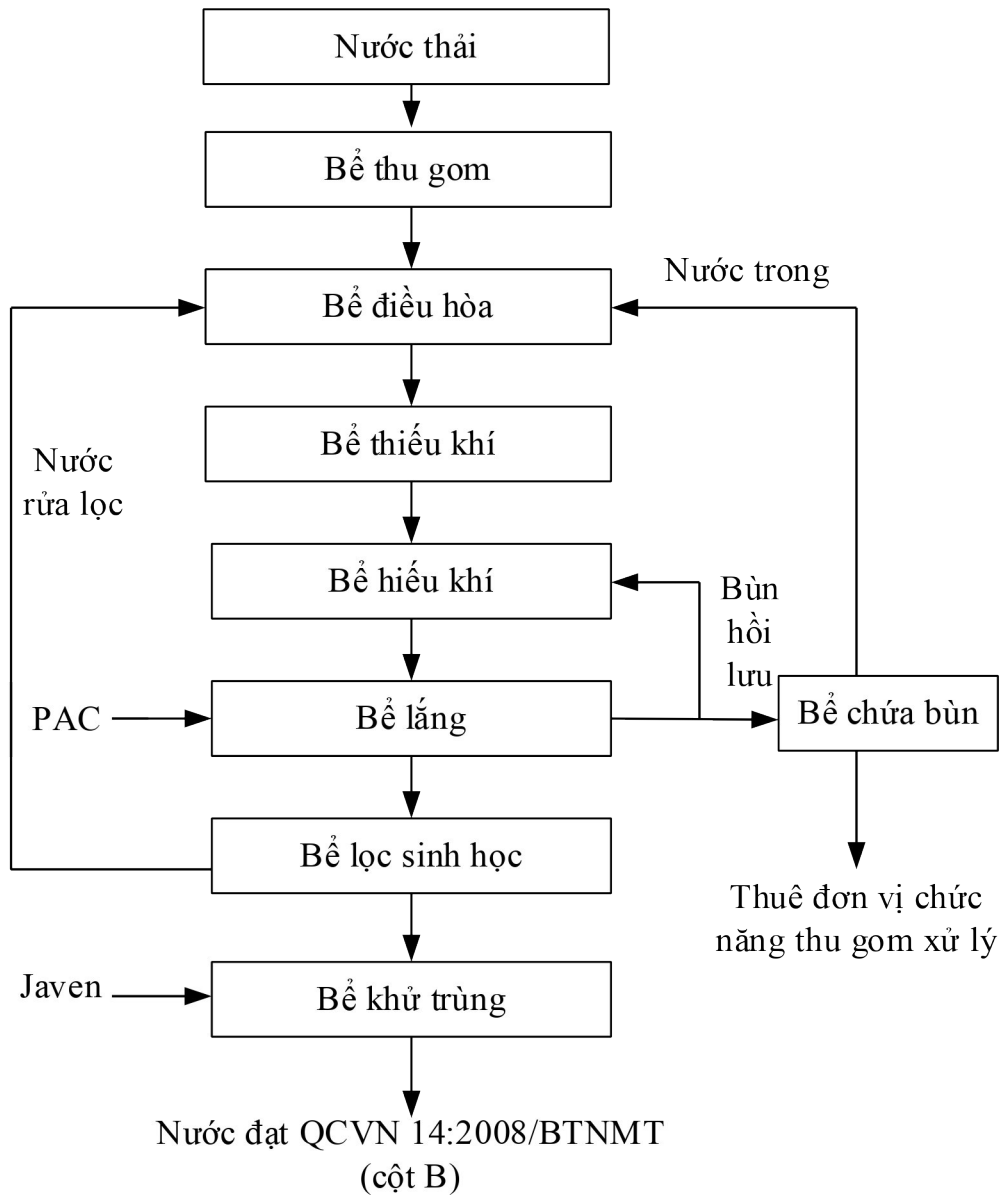 Nước thải
Bể thu gom
Nước trong
Bể điều hòa
Bể thiếu khí
Nước
rửa lọc
Bể hiếu khí
Bùn
hồi
lưu
PAC
Bể lắng
Bể chứa bùn
Bể lọc sinh học
Thuê đơn vị chức
năng thu gom xử lý
Javen
Bể khử trùng
Nước đạt QCVN 14:2008/BTNMT
(cột B)